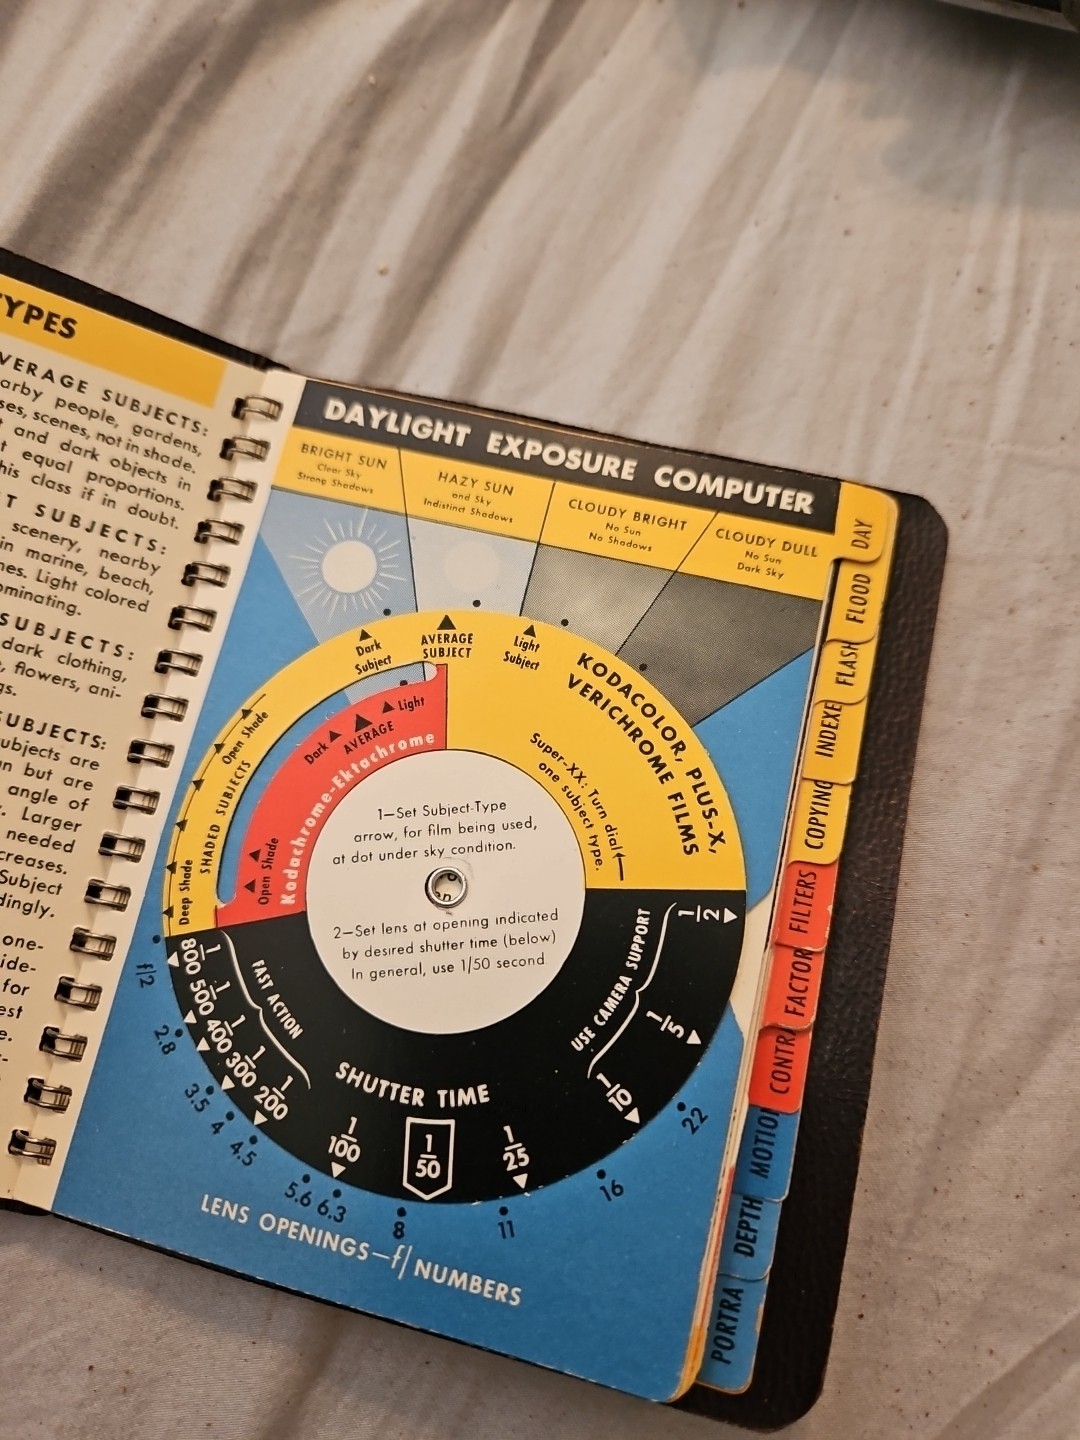 TYPES
AVERAGE SUBJECTS:
arby people, gardens,
ses, scenes, not in shade.
t and dark objects in
t equal proportions.
his class if in doubt.
T SUBJECTS:
scenery, nearby
in marine, beach,
nes. Light colored
ominating.
SUBJECTS:
dark clothing,
, flowers, ani-
gs.
SUBJECTS:
ubjects are
n but are
angle of
. Larger
needed
creases.
Subject
dingly.
one-
ide-
for
est
e.
DAYLIGHT EXPOSURE COMPUTER
BRIGHT SUN
Clear Sky
Strong Shadows
HAZY SUN
and Sky
Indistinct Shadows
CLOUDY BRIGHT
No Sun
No Shadows
CLOUDY DULL
No Sun
Dark Sky
Dark
Subject
AVERAGE
SUBJECT
Light
Subject
KODACOLOR, PLUS-X,
VERICHROME FILMS
Super-XX: Turn dial
one subject type.
Open Shade
SHADED SUBJECTS
Deep Shade
Dark
AVERAGE
Light
Kodachrome-Ektachrome
Open Shade
1—Set Subject-Type
arrow, for film being used,
at dot under sky condition.
2—Set lens at opening indicated
by desired shutter time (below)
In general, use 1/50 second
FAST ACTION
USE CAMERA SUPPORT
SHUTTER TIME
1/800 1/500 1/400 1/300 1/200 1/100 1/50 1/25 1/10 1/5 1/2
f/2 2.8 3.5 4 4.5 5.6 6.3 8 11 16 22
LENS OPENINGS—f/ NUMBERS
DAY
FLOOD
FLASH
INDEXE
COPYING
FILTERS
FACTOR
CONTR
MOTION
DEPTH
PORTRA